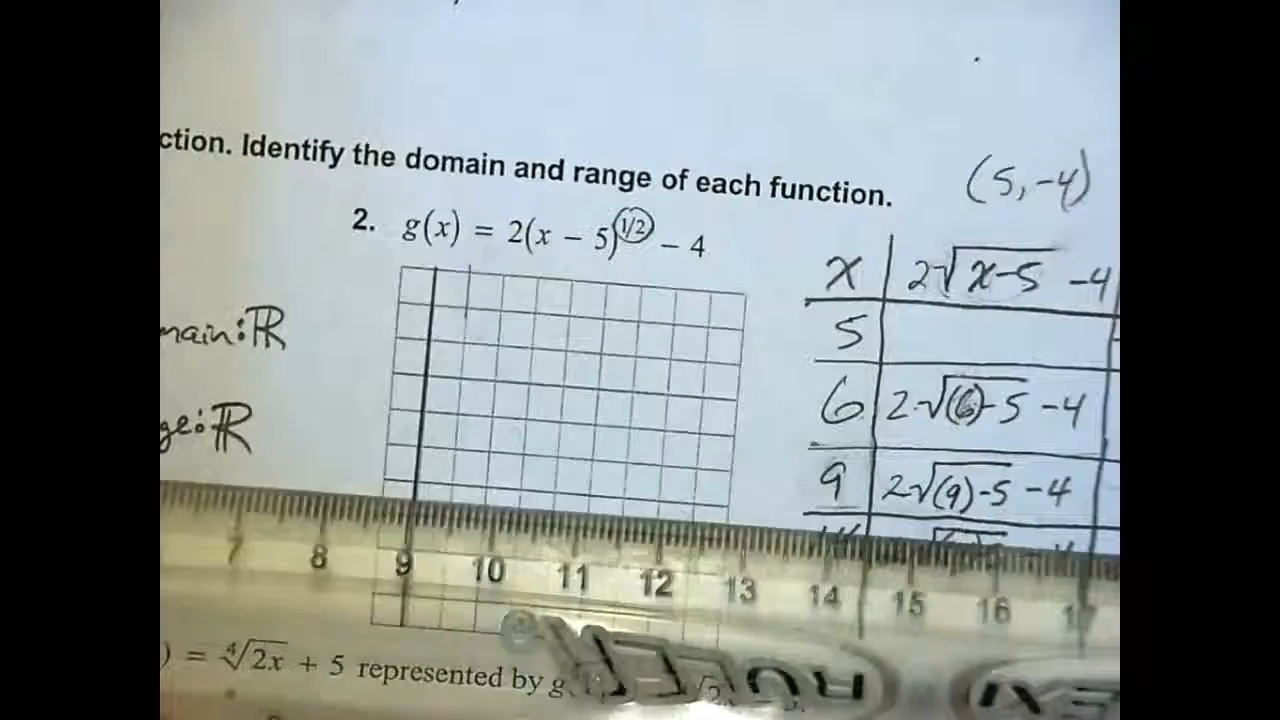 ction. Identify the domain and range of each function.
(5,-4)
2. g(x) = 2(x − 5)^1/2 − 4
x | 2√x-5 -4
main: ℝ
5
6 | 2·√(6)-5 -4
ge: ℝ
9 | 2√(9)-5 -4
7 8 9 10 11 12 13 14 15 16 17
) = ∜2x + 5 represented by g